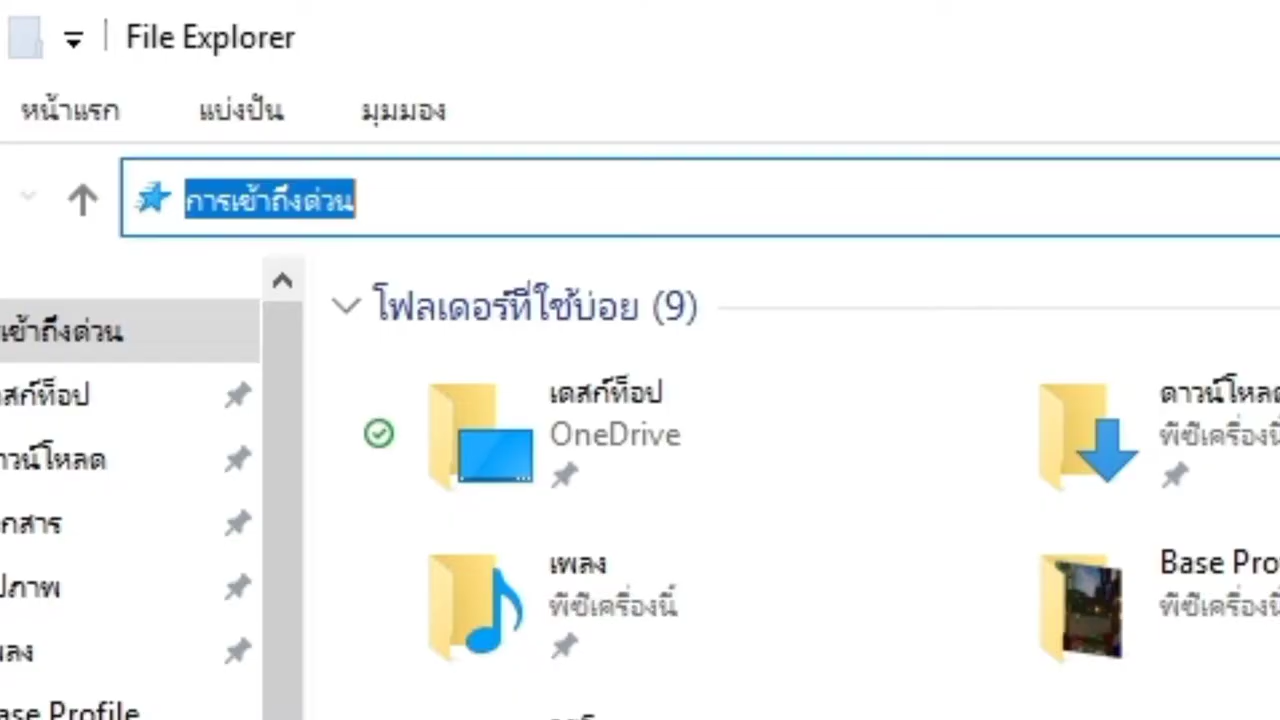 File Explorer
หน้าแรก แบ่งปัน มุมมอง
การเข้าถึงด่วน
โฟลเดอร์ที่ใช้บ่อย (9)
เข้าถึงด่วน
สก์ท็อป
าวน์โหลด
กสาร
ปภาพ
ลง
ase Profile
เดสก์ท็อป
OneDrive
ดาวน์โหลด
พีซีเครื่องนี้
เพลง
พีซีเครื่องนี้
Base Pro
พีซีเครื่องนี้